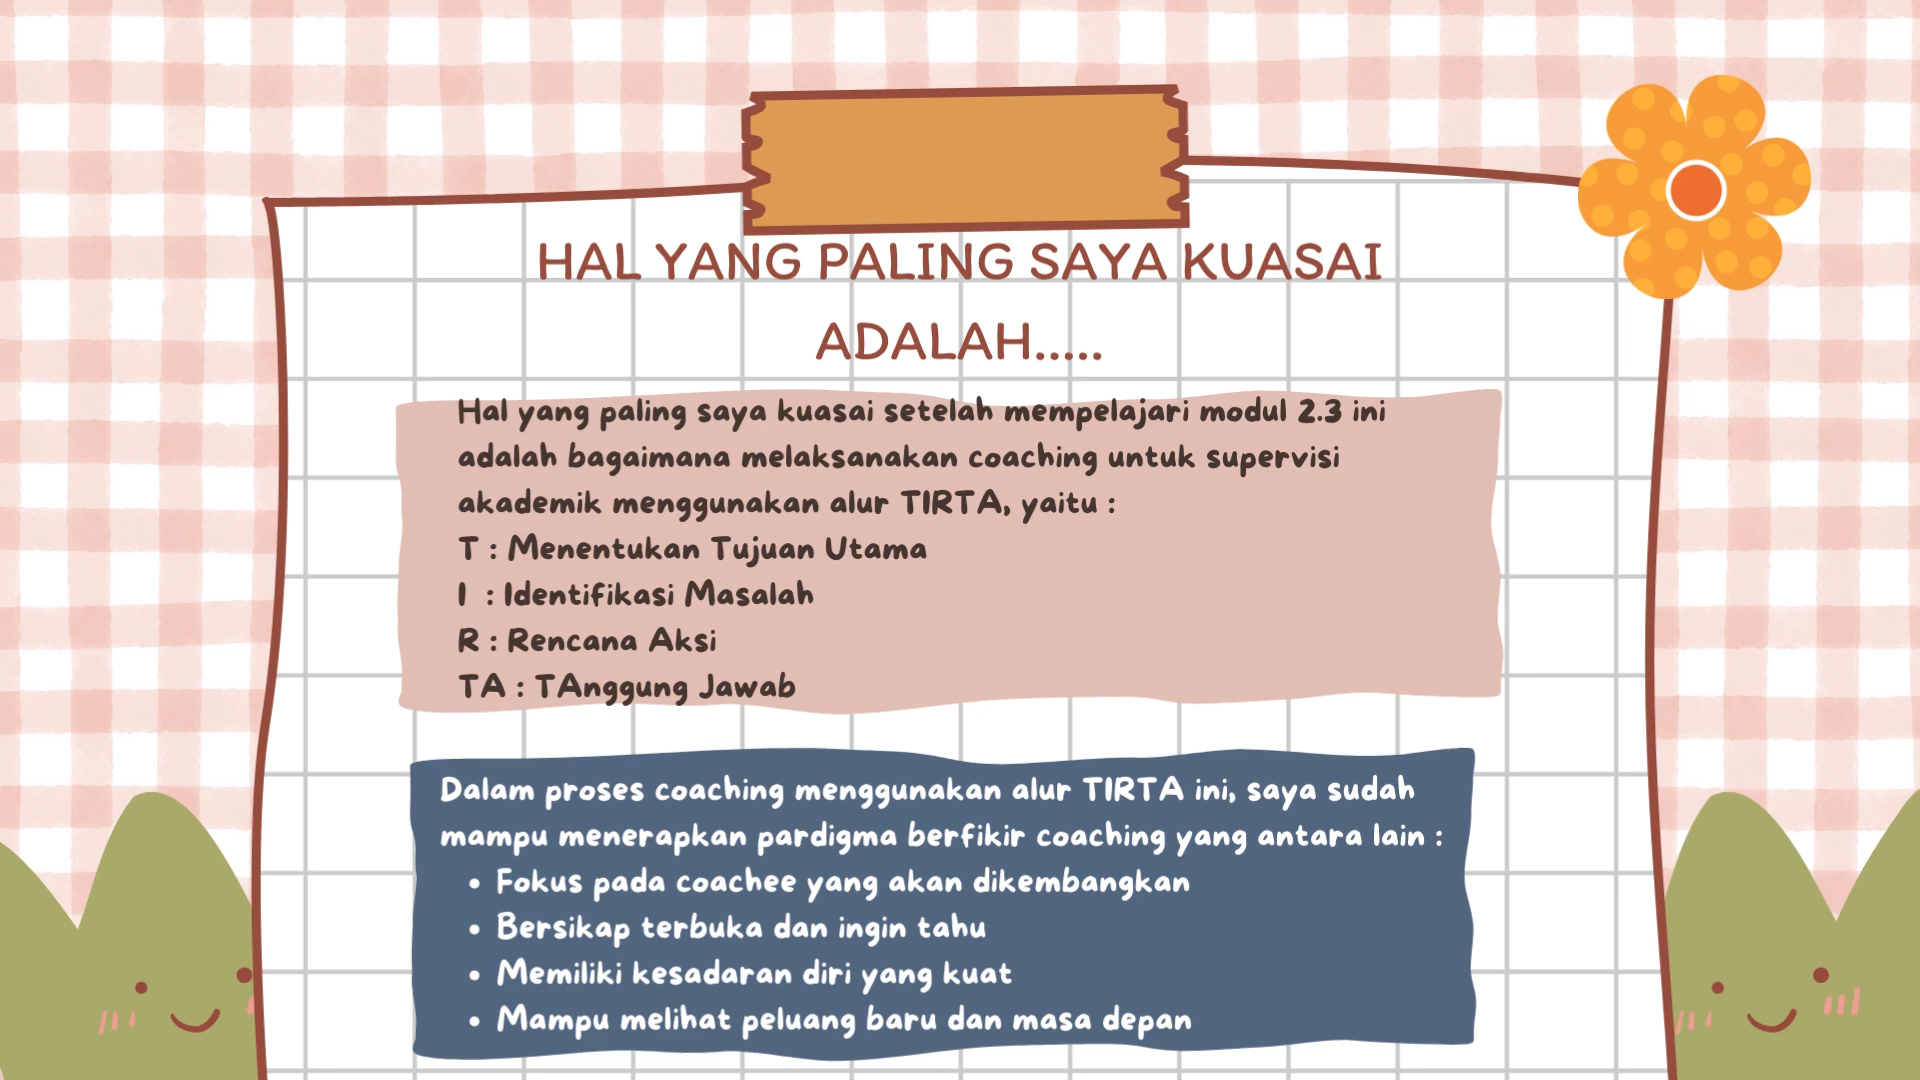 HAL YANG PALING SAYA KUASAI
ADALAH.....
Hal yang paling saya kuasai setelah mempelajari modul 2.3 ini
adalah bagaimana melaksanakan coaching untuk supervisi
akademik menggunakan alur TIRTA, yaitu :
T : Menentukan Tujuan Utama
I : Identifikasi Masalah
R : Rencana Aksi
TA : TAnggung Jawab
Dalam proses coaching menggunakan alur TIRTA ini, saya sudah
mampu menerapkan pardigma berfikir coaching yang antara lain :
• Fokus pada coachee yang akan dikembangkan
• Bersikap terbuka dan ingin tahu
• Memiliki kesadaran diri yang kuat
• Mampu melihat peluang baru dan masa depan